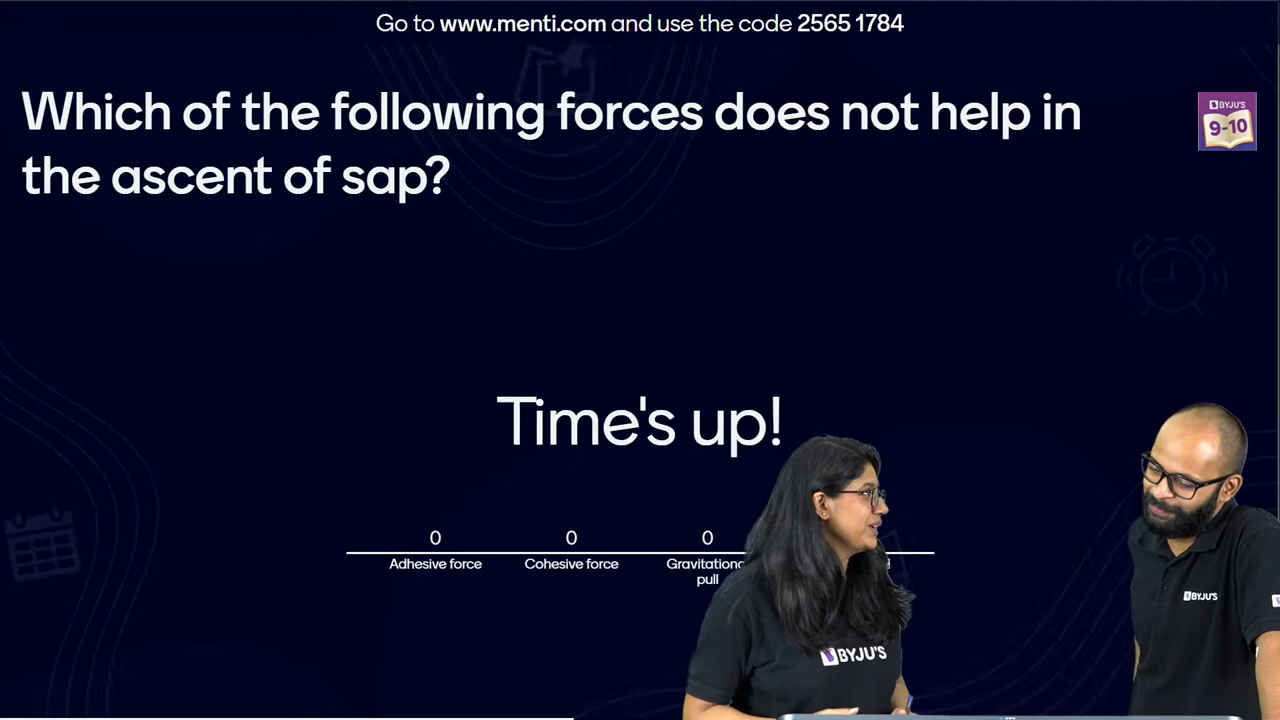 Go to www.menti.com and use the code 2565 1784
Which of the following forces does not help in
the ascent of sap?
BYJU'S
9-10
Time's up!
0 0 0
Adhesive force Cohesive force
pull
BYJU'S
BYJU'S